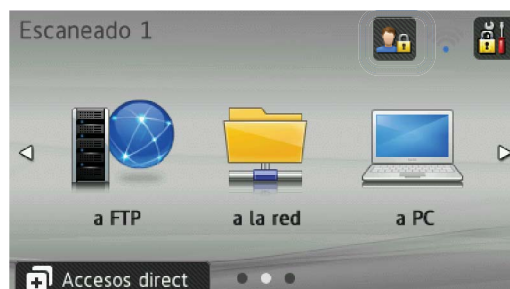 Escaneado 1
a FTP
a la red
a PC
Accesos direct